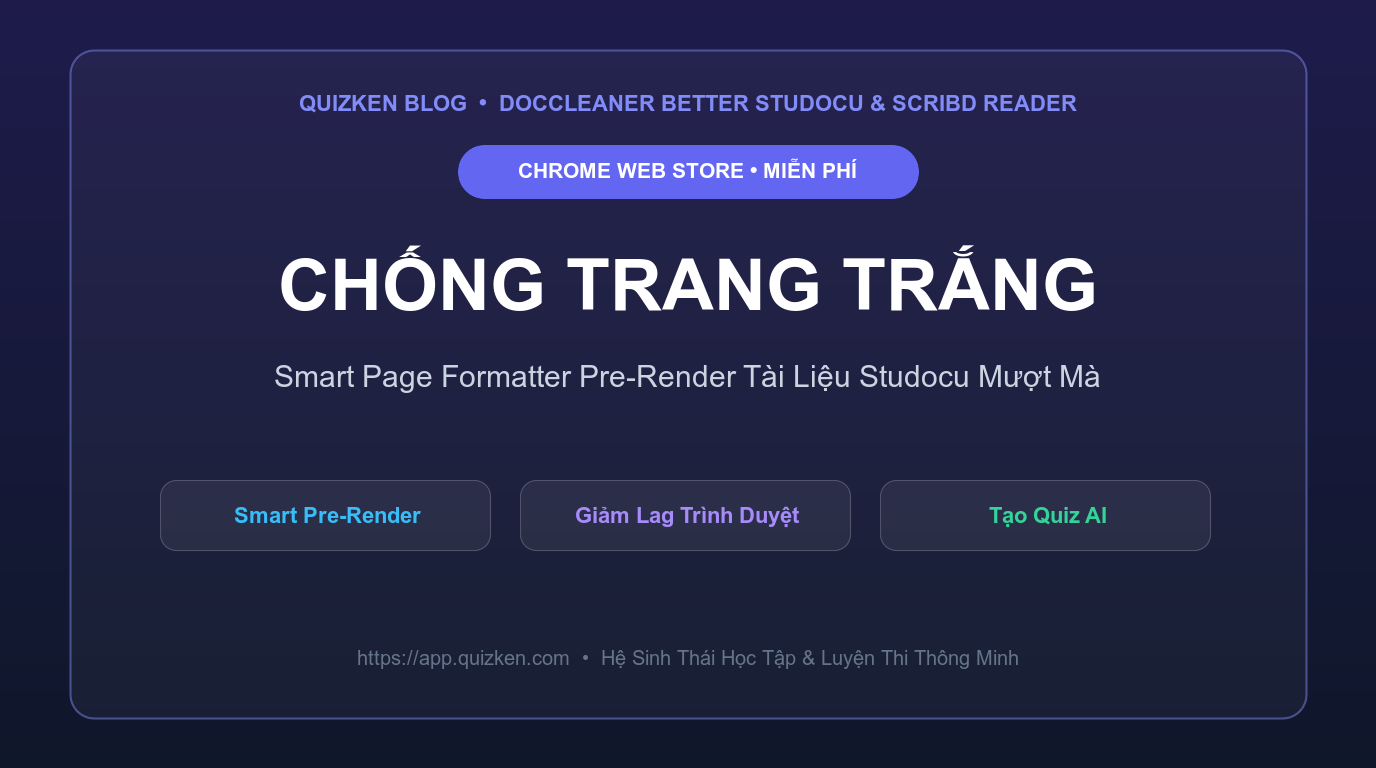 QUIZKEN BLOG • DOCCLEANER BETTER STUDOCU & SCRIBD READER
CHROME WEB STORE • MIỄN PHÍ
CHỐNG TRANG TRẮNG
Smart Page Formatter Pre-Render Tài Liệu Studocu Mượt Mà
Smart Pre-Render
Giảm Lag Trình Duyệt
Tạo Quiz AI
https://app.quizken.com • Hệ Sinh Thái Học Tập & Luyện Thi Thông Minh